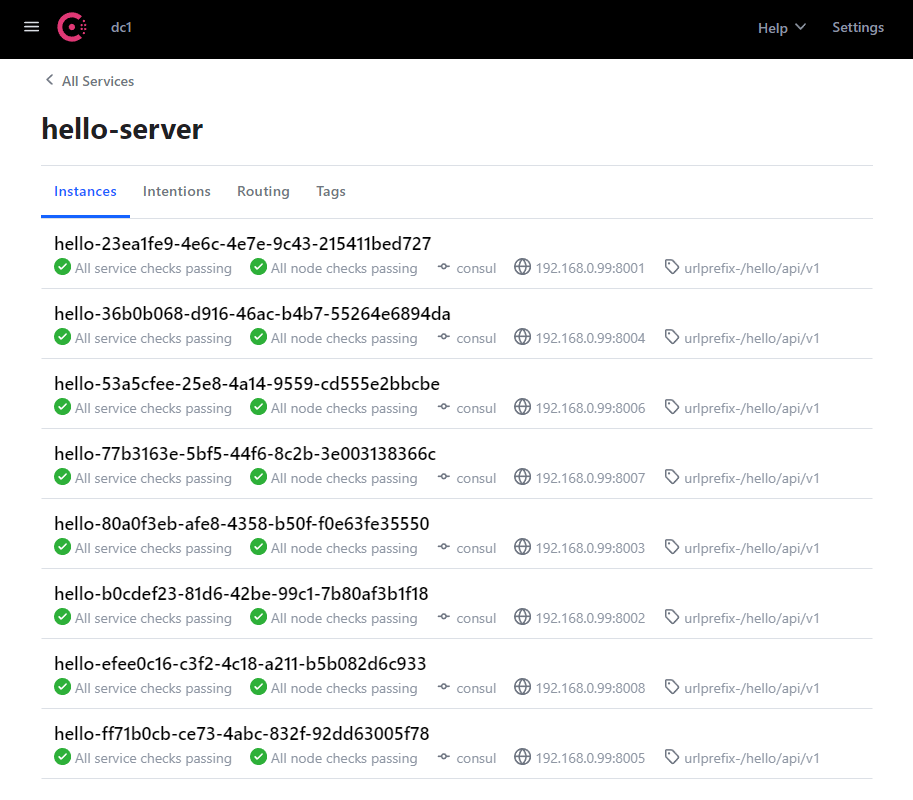 dc1 Help Settings
All Services
hello-server
Instances Intentions Routing Tags
hello-23ea1fe9-4e6c-4e7e-9c43-215411bed727
All service checks passing All node checks passing consul 192.168.0.99:8001 urlprefix-/hello/api/v1
hello-36b0b068-d916-46ac-b4b7-55264e6894da
All service checks passing All node checks passing consul 192.168.0.99:8004 urlprefix-/hello/api/v1
hello-53a5cfee-25e8-4a14-9559-cd555e2bbcbe
All service checks passing All node checks passing consul 192.168.0.99:8006 urlprefix-/hello/api/v1
hello-77b3163e-5bf5-44f6-8c2b-3e003138366c
All service checks passing All node checks passing consul 192.168.0.99:8007 urlprefix-/hello/api/v1
hello-80a0f3eb-afe8-4358-b50f-f0e63fe35550
All service checks passing All node checks passing consul 192.168.0.99:8003 urlprefix-/hello/api/v1
hello-b0cdef23-81d6-42be-99c1-7b80af3b1f18
All service checks passing All node checks passing consul 192.168.0.99:8002 urlprefix-/hello/api/v1
hello-efee0c16-c3f2-4c18-a211-b5b082d6c933
All service checks passing All node checks passing consul 192.168.0.99:8008 urlprefix-/hello/api/v1
hello-ff71b0cb-ce73-4abc-832f-92dd63005f78
All service checks passing All node checks passing consul 192.168.0.99:8005 urlprefix-/hello/api/v1